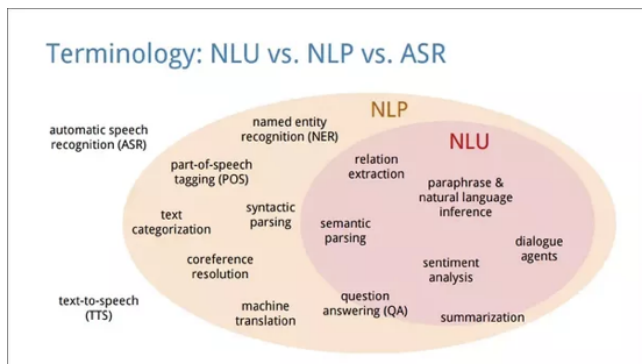 Terminology: NLU vs. NLP vs. ASR
NLP
named entity
recognition (NER)
automatic speech
recognition (ASR)
NLU
relation
extraction
part-of-speech
tagging (POS)
paraphrase &
natural language
inference
text
categorization
syntactic
parsing
semantic
parsing
dialogue
agents
coreference
resolution
sentiment
analysis
text-to-speech
(TTS)
machine
translation
question
answering (QA)
summarization